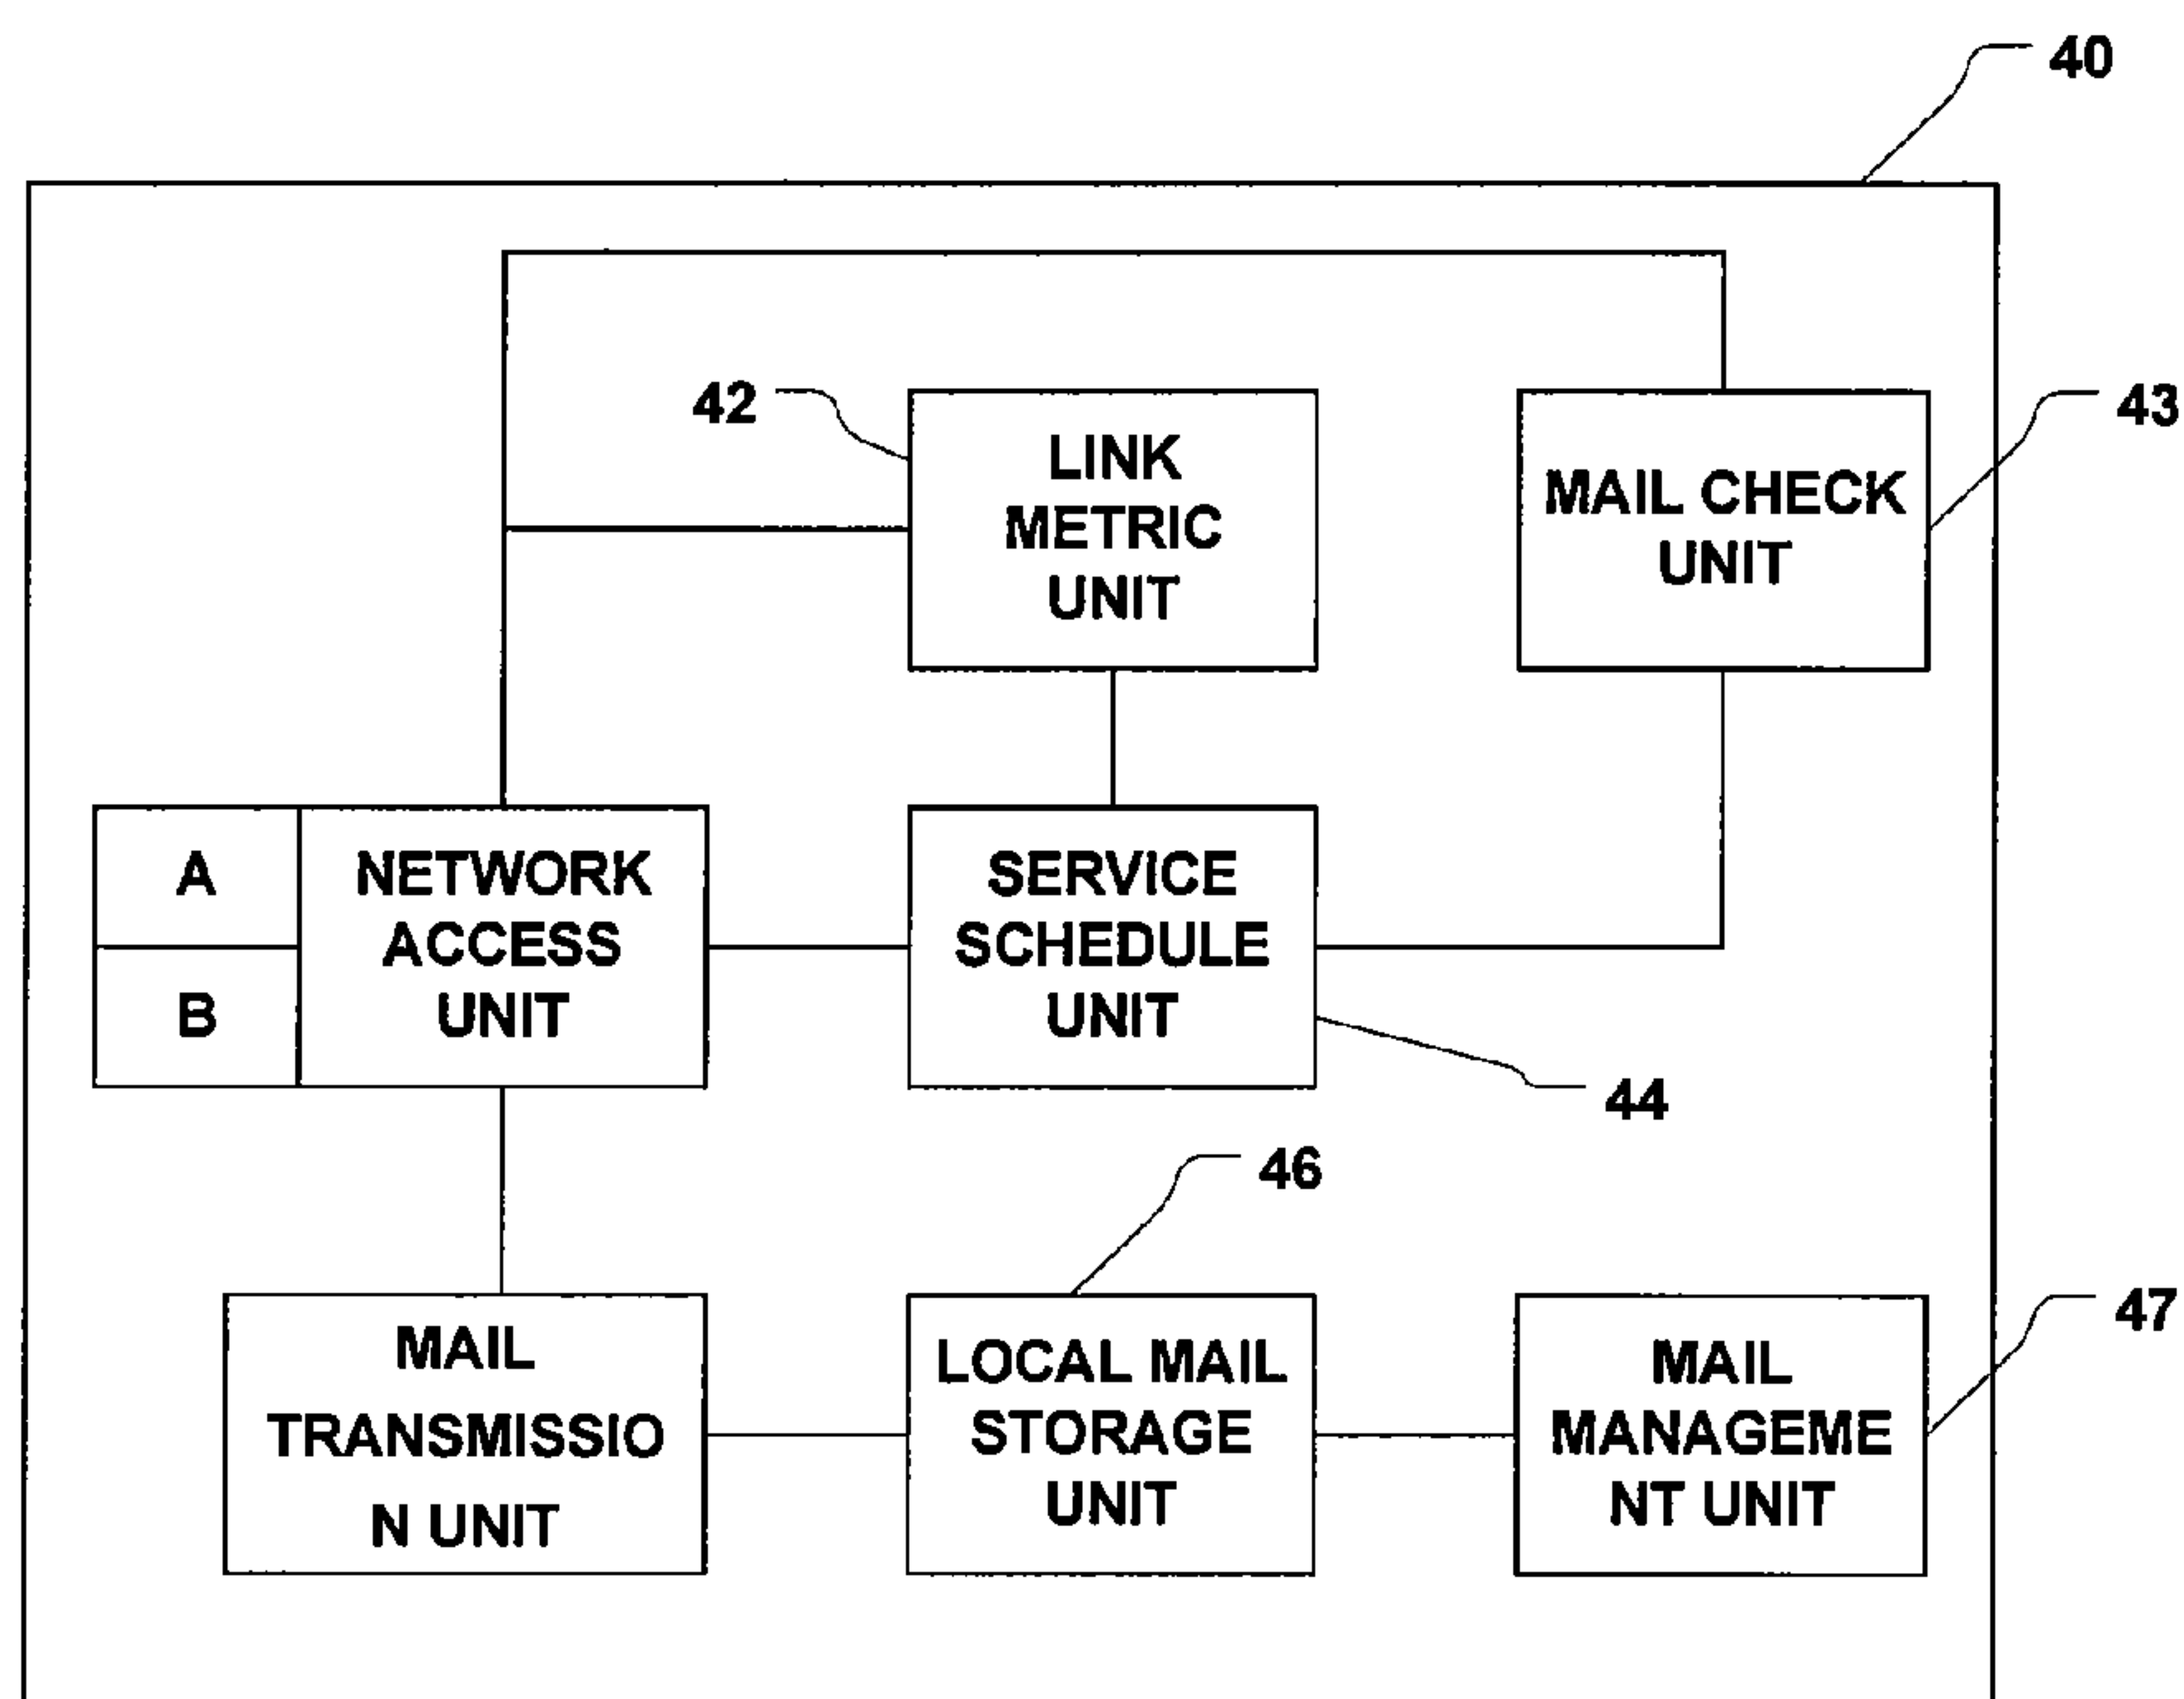 40
42
LINK
METRIC
UNIT
MAIL CHECK
UNIT
43
A
B
NETWORK
ACCESS
UNIT
SERVICE
SCHEDULE
UNIT
44
46
MAIL
TRANSMISSIO
N UNIT
LOCAL MAIL
STORAGE
UNIT
MAIL
MANAGEME
NT UNIT
47